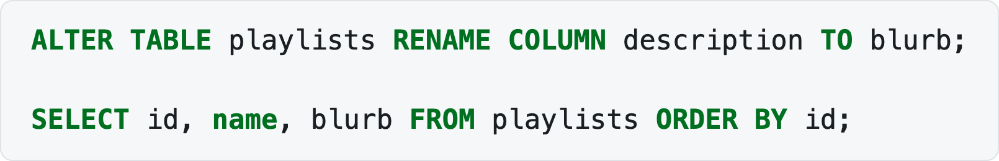 ALTER TABLE playlists RENAME COLUMN description TO blurb;
SELECT id, name, blurb FROM playlists ORDER BY id;